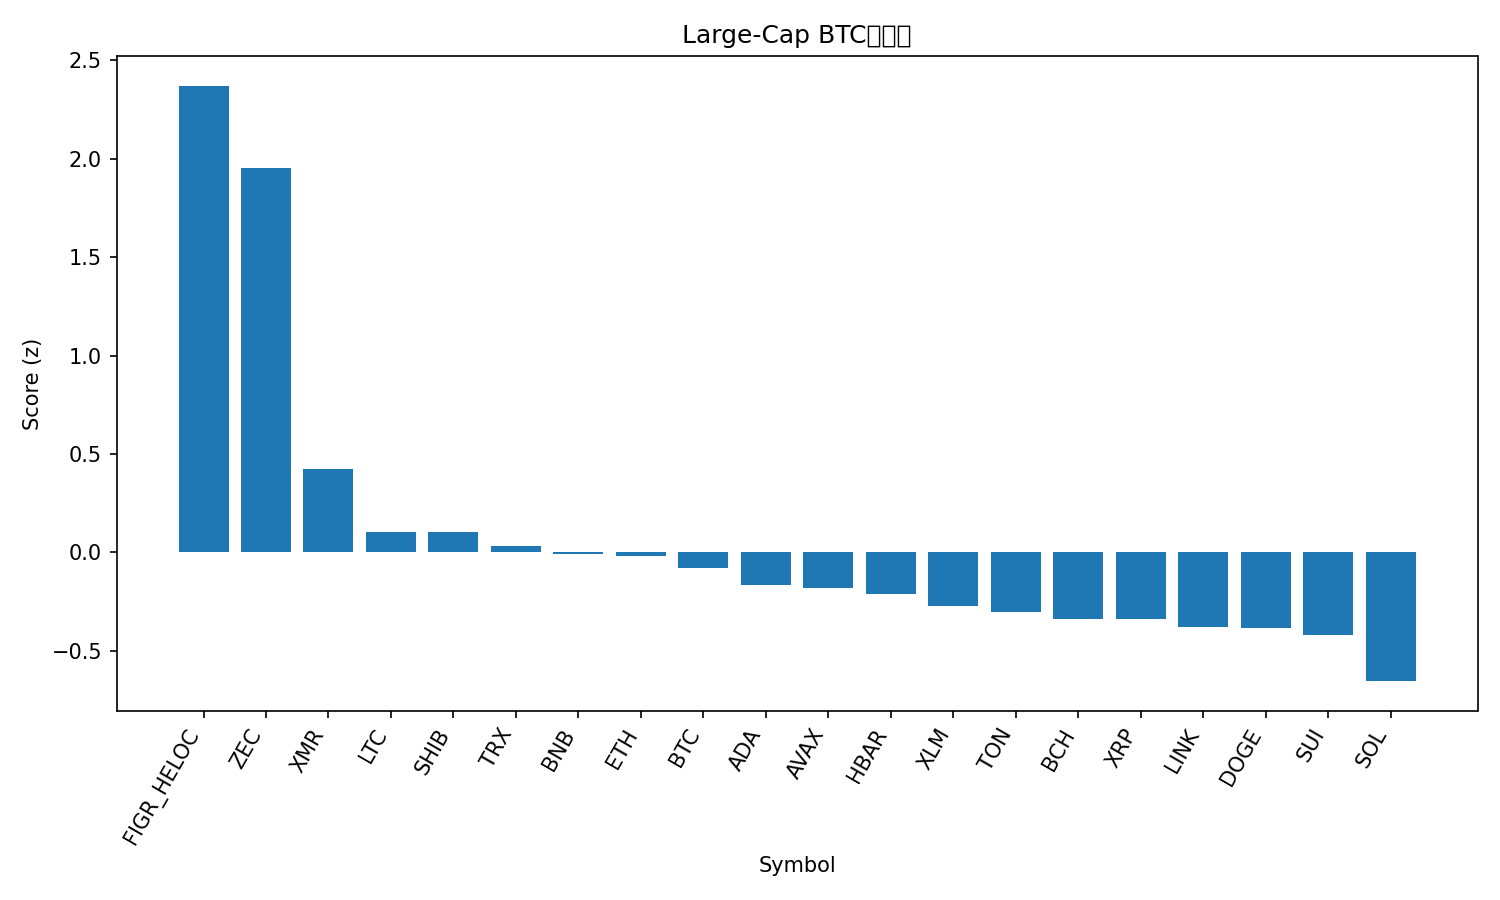 Large-Cap BTC
2.5
2.0
1.5
1.0
0.5
0.0
−0.5
Score (z)
FIGR_HELOC
ZEC
XMR
LTC
SHIB
TRX
BNB
ETH
BTC
ADA
AVAX
HBAR
XLM
TON
BCH
XRP
LINK
DOGE
SUI
SOL
Symbol